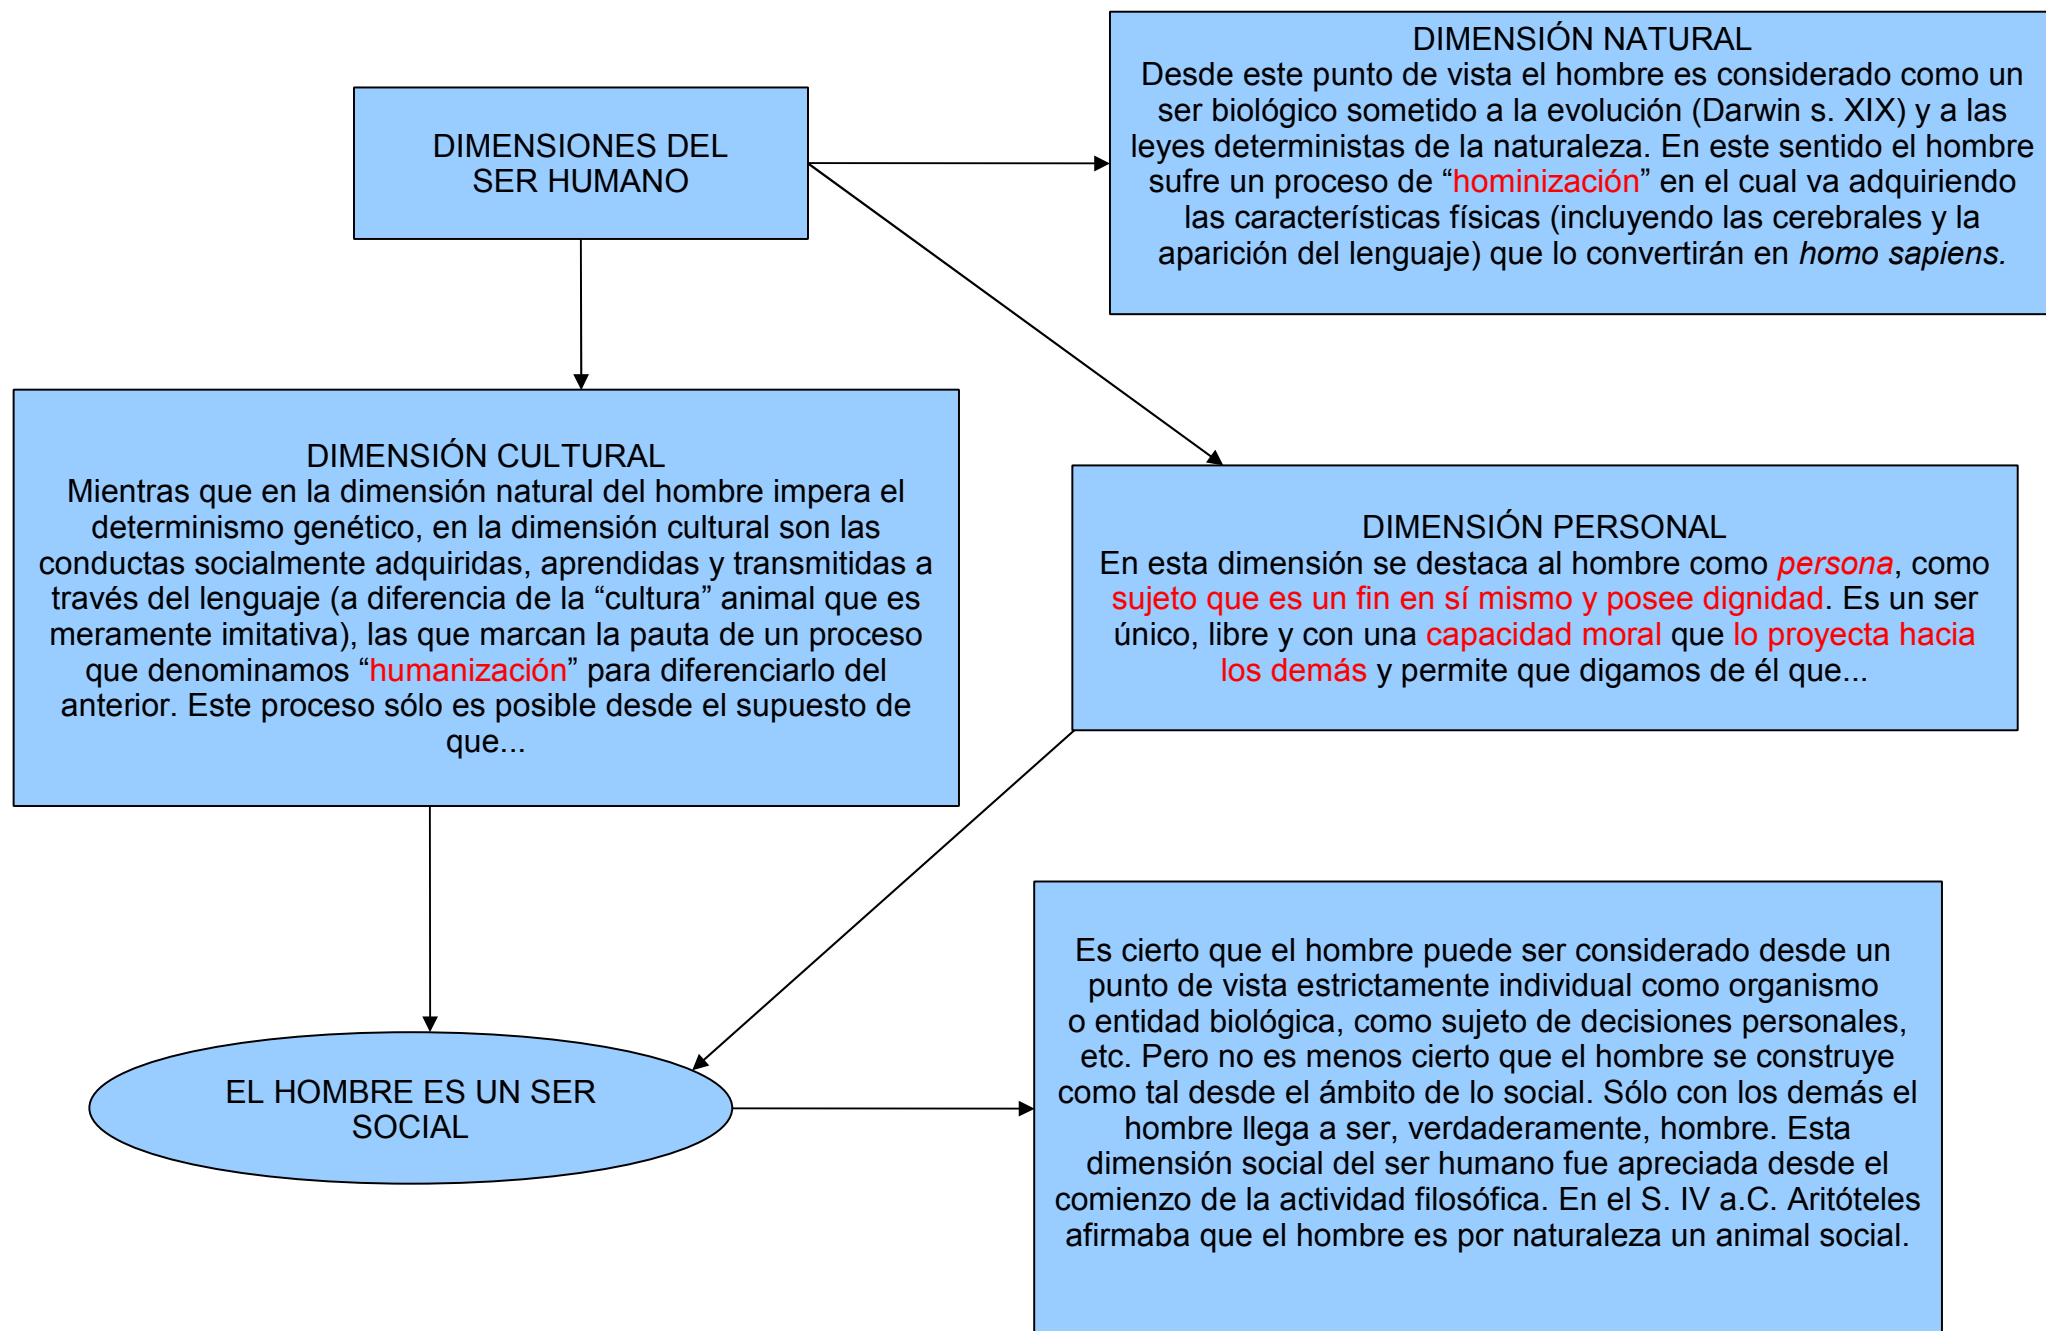 DIMENSIONES DEL
SER HUMANO
DIMENSIÓN NATURAL
Desde este punto de vista el hombre es considerado como un
ser biológico sometido a la evolución (Darwin s. XIX) y a las
leyes deterministas de la naturaleza. En este sentido el hombre
sufre un proceso de “hominización” en el cual va adquiriendo
las características físicas (incluyendo las cerebrales y la
aparición del lenguaje) que lo convertirán en homo sapiens.
DIMENSIÓN CULTURAL
Mientras que en la dimensión natural del hombre impera el
determinismo genético, en la dimensión cultural son las
conductas socialmente adquiridas, aprendidas y transmitidas a
través del lenguaje (a diferencia de la “cultura” animal que es
meramente imitativa), las que marcan la pauta de un proceso
que denominamos “humanización” para diferenciarlo del
anterior. Este proceso sólo es posible desde el supuesto de
que...
DIMENSIÓN PERSONAL
En esta dimensión se destaca al hombre como persona, como
sujeto que es un fin en sí mismo y posee dignidad. Es un ser
único, libre y con una capacidad moral que lo proyecta hacia
los demás y permite que digamos de él que...
EL HOMBRE ES UN SER
SOCIAL
Es cierto que el hombre puede ser considerado desde un
punto de vista estrictamente individual como organismo
o entidad biológica, como sujeto de decisiones personales,
etc. Pero no es menos cierto que el hombre se construye
como tal desde el ámbito de lo social. Sólo con los demás el
hombre llega a ser, verdaderamente, hombre. Esta
dimensión social del ser humano fue apreciada desde el
comienzo de la actividad filosófica. En el S. IV a.C. Aritóteles
afirmaba que el hombre es por naturaleza un animal social.